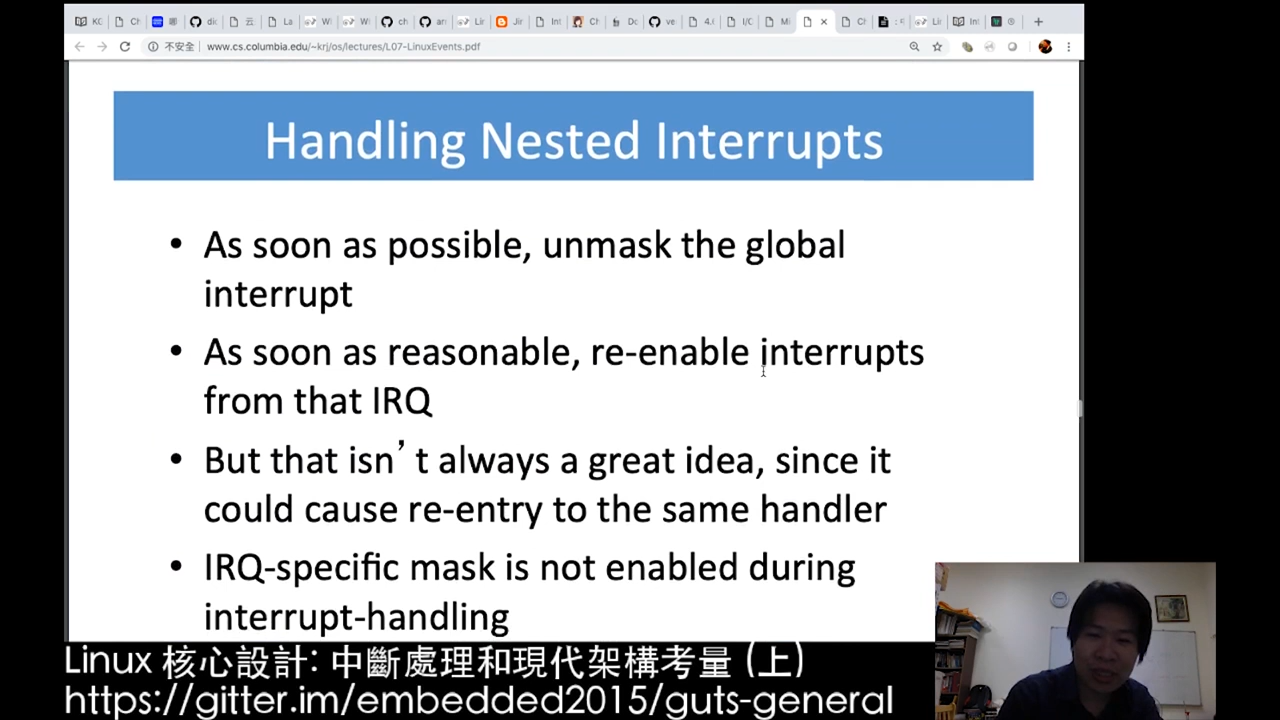 不安全
www.cs.columbia.edu/~krj/os/lectures/L07-LinuxEvents.pdf
Handling Nested Interrupts
• As soon as possible, unmask the global
interrupt
• As soon as reasonable, re-enable interrupts
from that IRQ
• But that isn’t always a great idea, since it
could cause re-entry to the same handler
• IRQ-specific mask is not enabled during
interrupt-handling
Linux 核心設計: 中斷處理和現代架構考量 (上)
https://gitter.im/embedded2015/guts-general